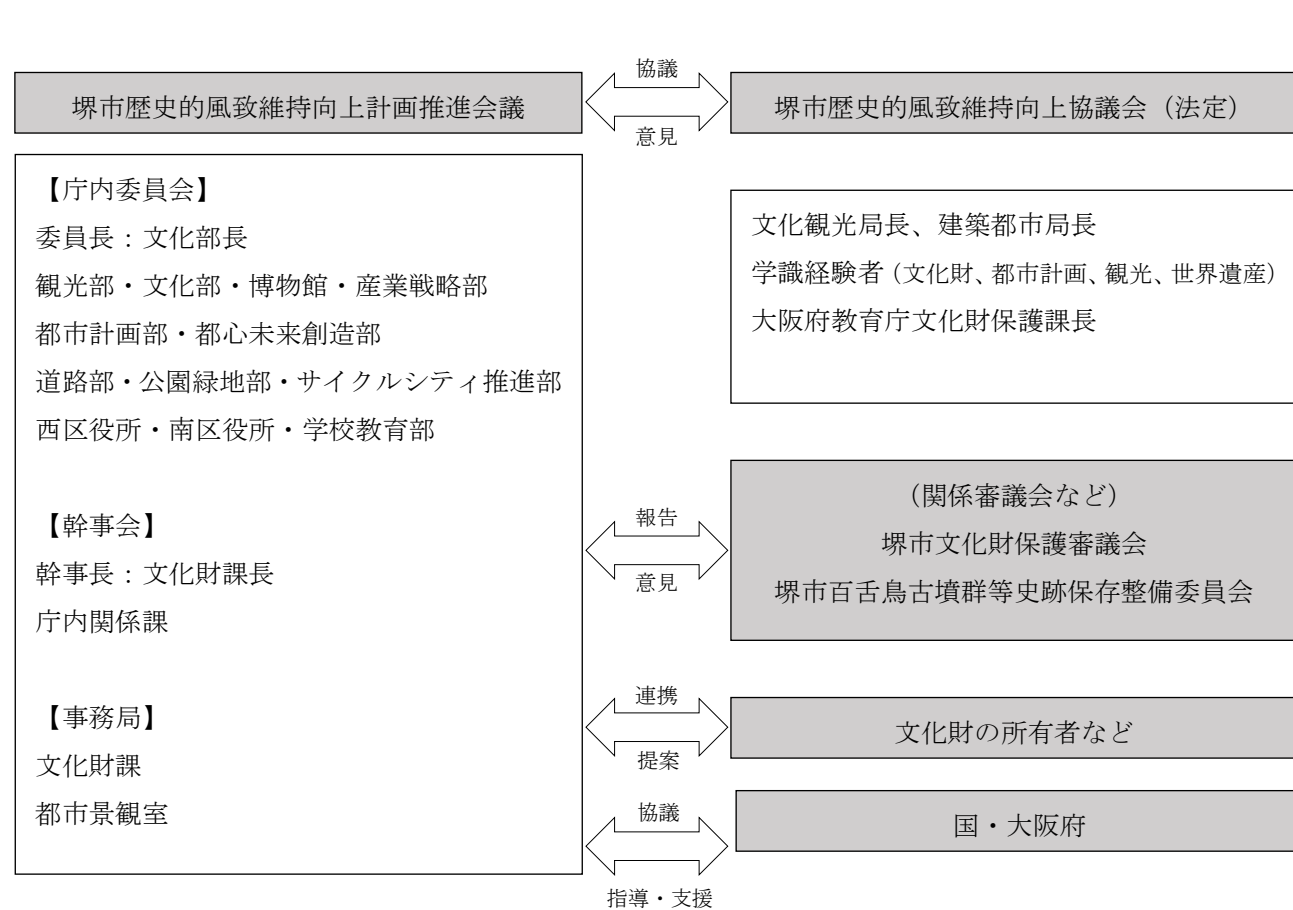 堺市歴史的風致維持向上計画推進会議
協議
意見
堺市歴史的風致維持向上協議会（法定）
【庁内委員会】
委員長：文化部長
観光部・文化部・博物館・産業戦略部
都市計画部・都心未来創造部
道路部・公園緑地部・サイクルシティ推進部
西区役所・南区役所・学校教育部
【幹事会】
幹事長：文化財課長
庁内関係課
【事務局】
文化財課
都市景観室
文化観光局長、建築都市局長
学識経験者（文化財、都市計画、観光、世界遺産）
大阪府教育庁文化財保護課長
報告
意見
（関係審議会など）
堺市文化財保護審議会
堺市百舌鳥古墳群等史跡保存整備委員会
連携
提案
文化財の所有者など
協議
指導・支援
国・大阪府